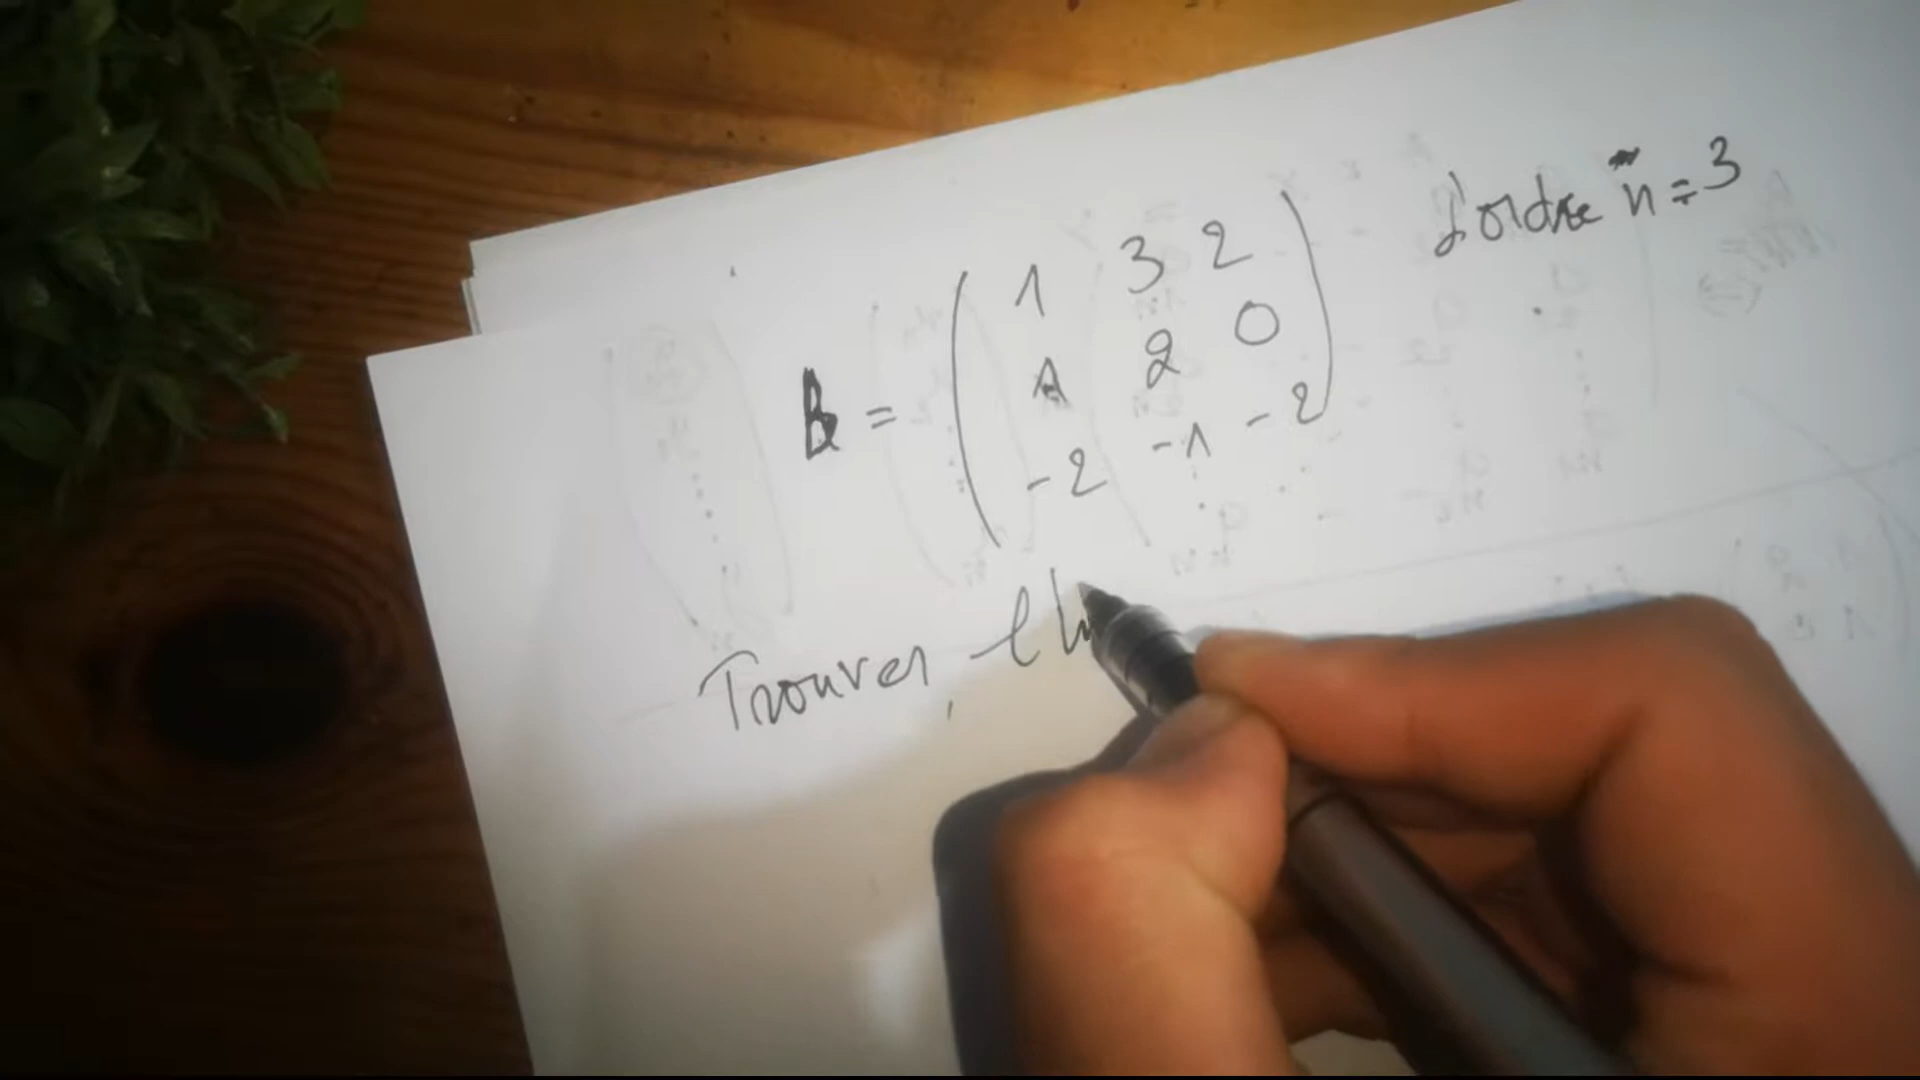 B = ( 1 3 2 d'ordre n = 3
1 2 0
-2 -1 -2 )
Trouver